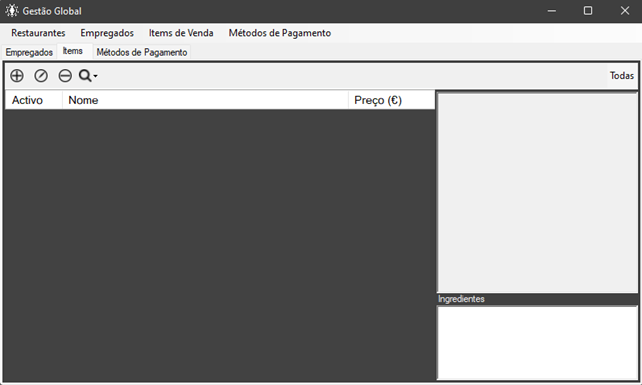 Gestão Global
Restaurantes Empregados Items de Venda Métodos de Pagamento
Empregados Items Métodos de Pagamento
Todas
Activo Nome Preço (€)
Ingredientes